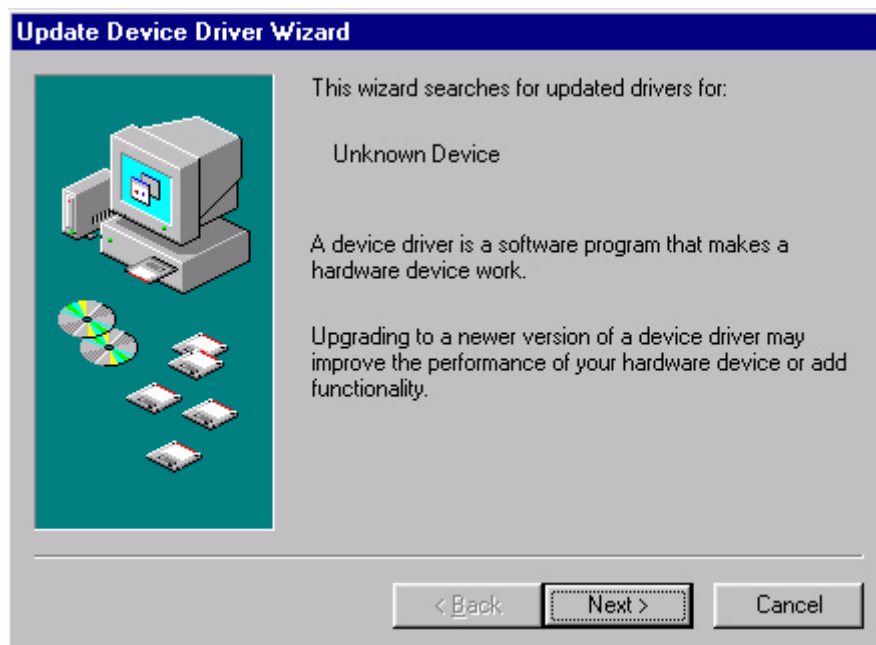 Update Device Driver Wizard
This wizard searches for updated drivers for:
Unknown Device
A device driver is a software program that makes a
hardware device work.
Upgrading to a newer version of a device driver may
improve the performance of your hardware device or add
functionality.
< Back
Next >
Cancel